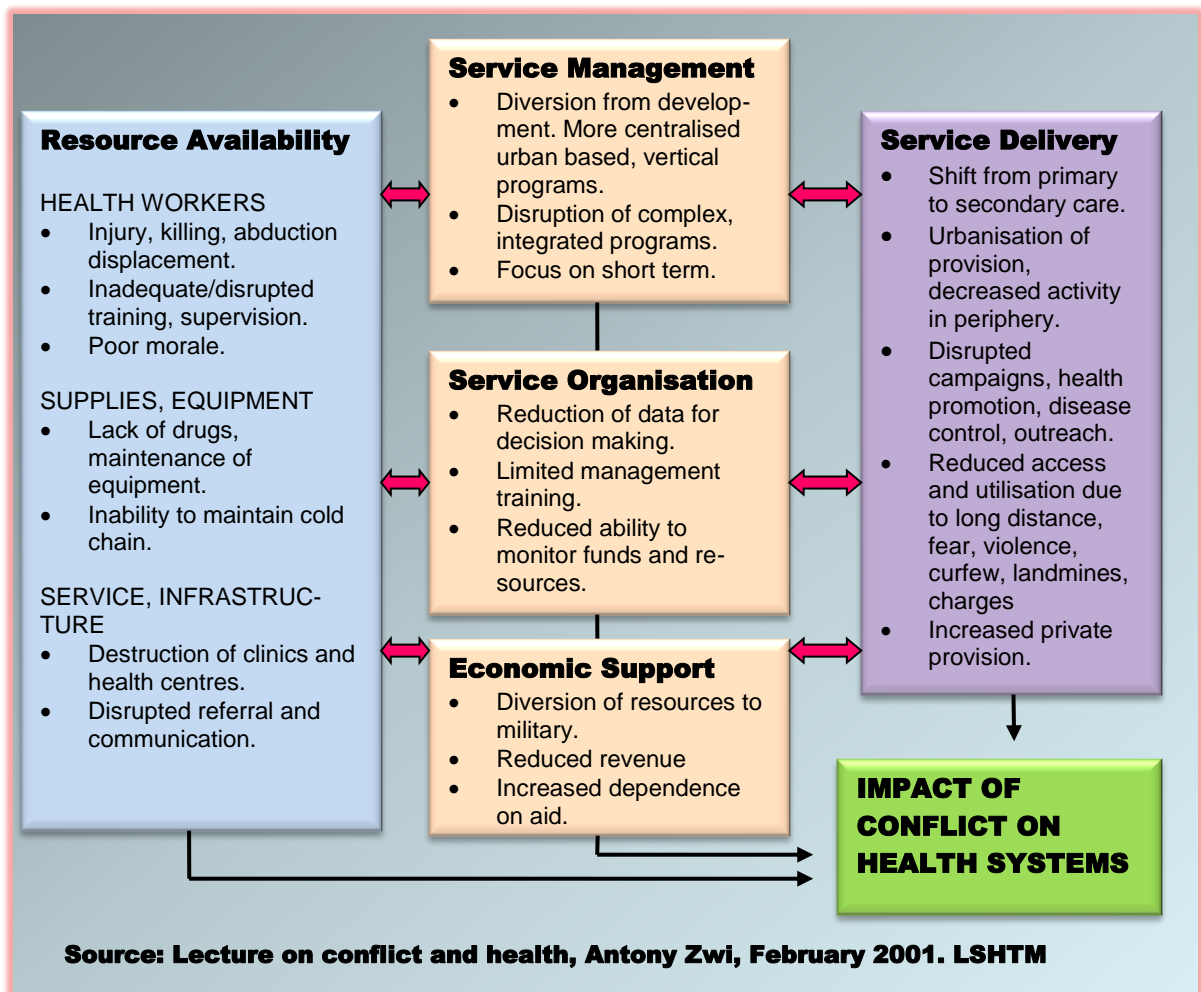 Resource Availability
HEALTH WORKERS
• Injury, killing, abduction
displacement.
• Inadequate/disrupted
training, supervision.
• Poor morale.
SUPPLIES, EQUIPMENT
• Lack of drugs,
maintenance of
equipment.
• Inability to maintain cold
chain.
SERVICE, INFRASTRUC-
TURE
• Destruction of clinics and
health centres.
• Disrupted referral and
communication.
Service Management
• Diversion from develop-
ment. More centralised
urban based, vertical
programs.
• Disruption of complex,
integrated programs.
• Focus on short term.
Service Organisation
• Reduction of data for
decision making.
• Limited management
training.
• Reduced ability to
monitor funds and re-
sources.
Economic Support
• Diversion of resources to
military.
• Reduced revenue
• Increased dependence
on aid.
Service Delivery
• Shift from primary
to secondary care.
• Urbanisation of
provision,
decreased activity
in periphery.
• Disrupted
campaigns, health
promotion, disease
control, outreach.
• Reduced access
and utilisation due
to long distance,
fear, violence,
curfew, landmines,
charges
• Increased private
provision.
IMPACT OF
CONFLICT ON
HEALTH SYSTEMS
Source: Lecture on conflict and health, Antony Zwi, February 2001. LSHTM